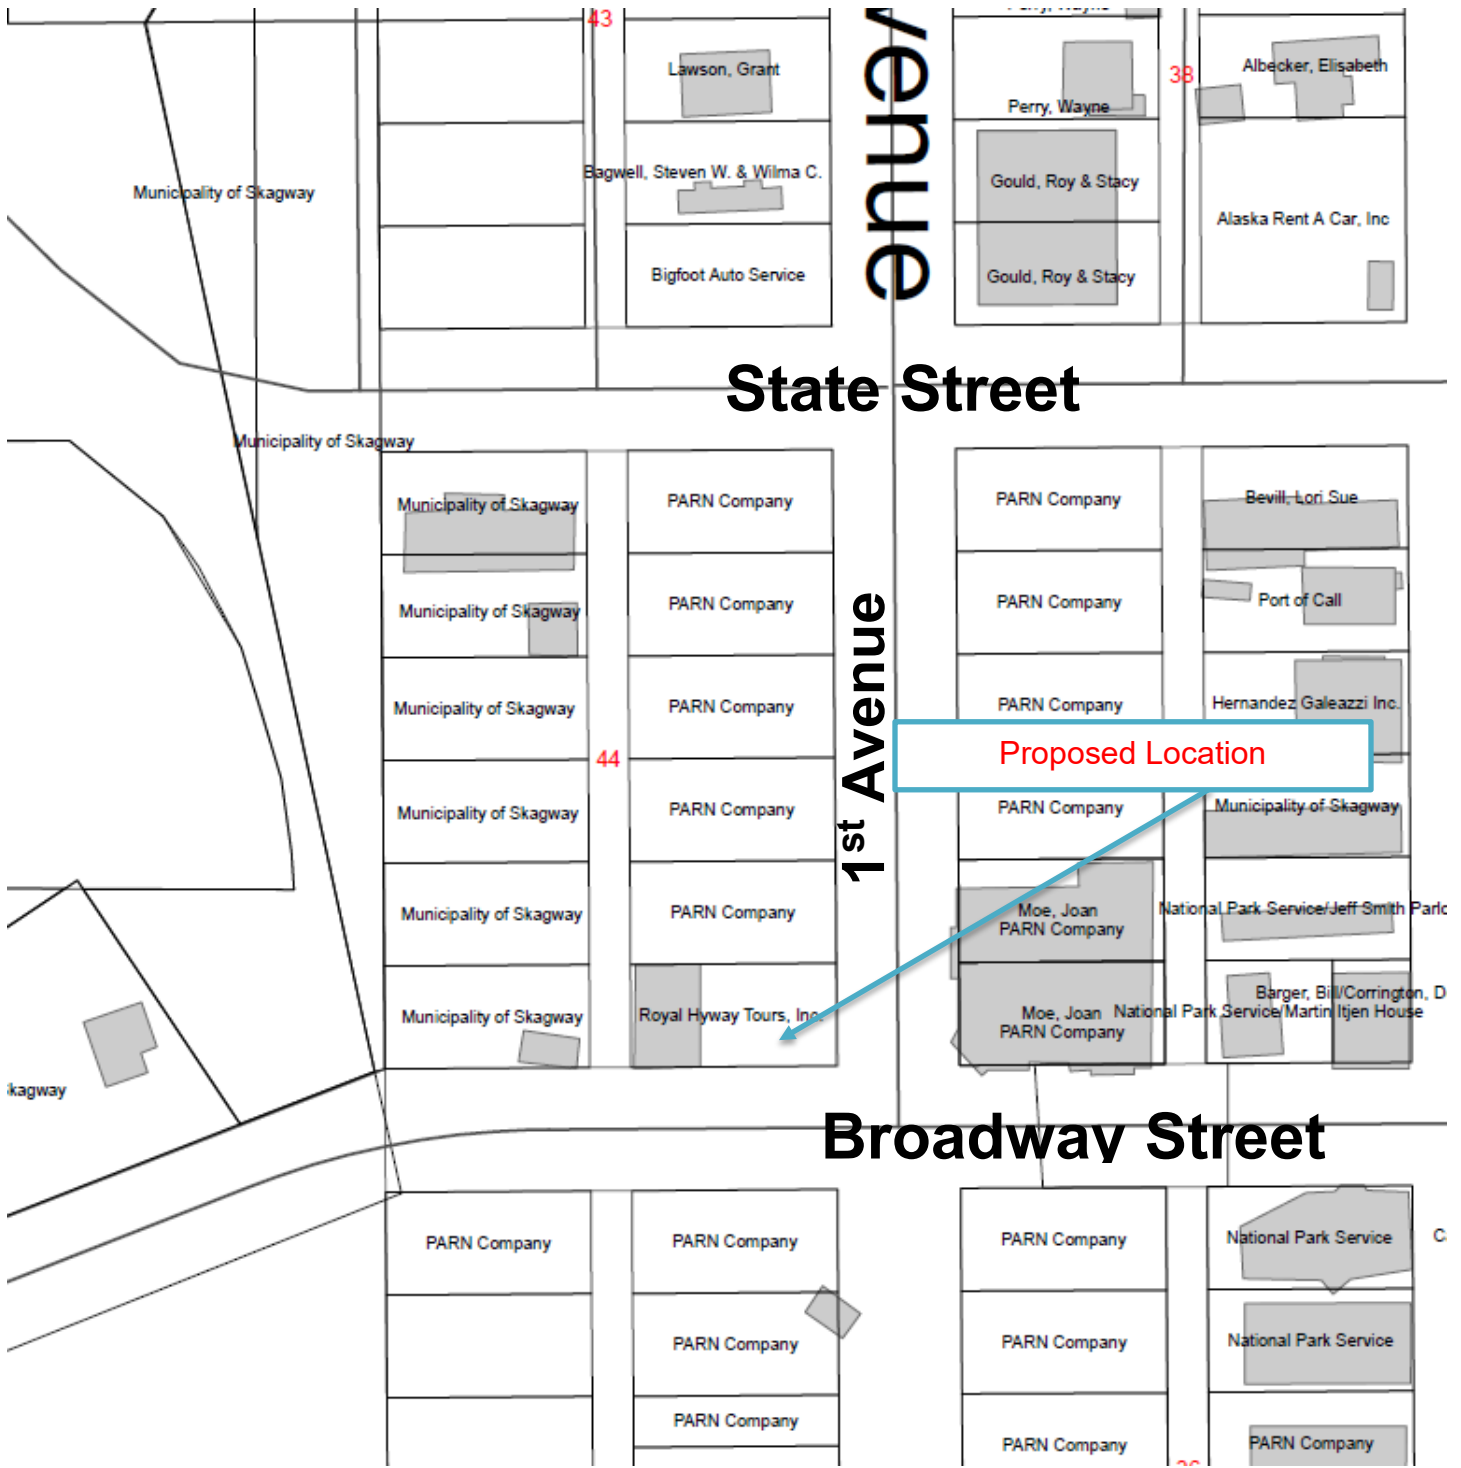 43
Lawson, Grant
Perry, Wayne
38
Albecker, Elisabeth
Perry, Wayne
Municipality of Skagway
Bagwell, Steven W. & Wilma C.
venue
Gould, Roy & Stacy
Alaska Rent A Car, Inc
Bigfoot Auto Service
Gould, Roy & Stacy
State Street
Municipality of Skagway
Municipality of Skagway
PARN Company
PARN Company
Bevill, Lori Sue
Municipality of Skagway
PARN Company
PARN Company
Port of Call
1st Avenue
Municipality of Skagway
PARN Company
PARN Company
Hernandez Galeazzi Inc.
44
Proposed Location
Municipality of Skagway
PARN Company
PARN Company
Municipality of Skagway
Municipality of Skagway
PARN Company
Moe, Joan
PARN Company
National Park Service/Jeff Smith Parlo
Municipality of Skagway
Royal Hyway Tours, Inc.
Moe, Joan
PARN Company
Barger, Bill/Corrington, D
National Park Service/Martin Itjen House
kagway
Broadway Street
PARN Company
PARN Company
PARN Company
National Park Service
PARN Company
PARN Company
National Park Service
PARN Company
PARN Company
PARN Company